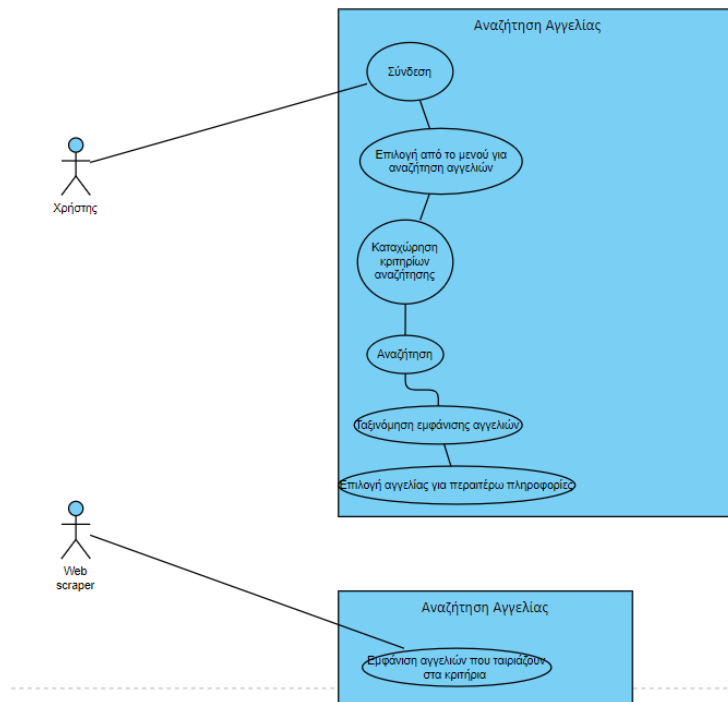 Αναζήτηση Αγγελίας
Σύνδεση
Επιλογή από το μενού για
αναζήτηση αγγελιών
Χρήστης
Καταχώρηση
κριτηρίων
αναζήτησης
Αναζήτηση
Ταξινόμηση εμφάνισης αγγελιών
Επιλογή αγγελίας για περαιτέρω πληροφορίες
Web
scraper
Αναζήτηση Αγγελίας
Εμφάνιση αγγελιών που ταιριάζουν
στα κριτήρια